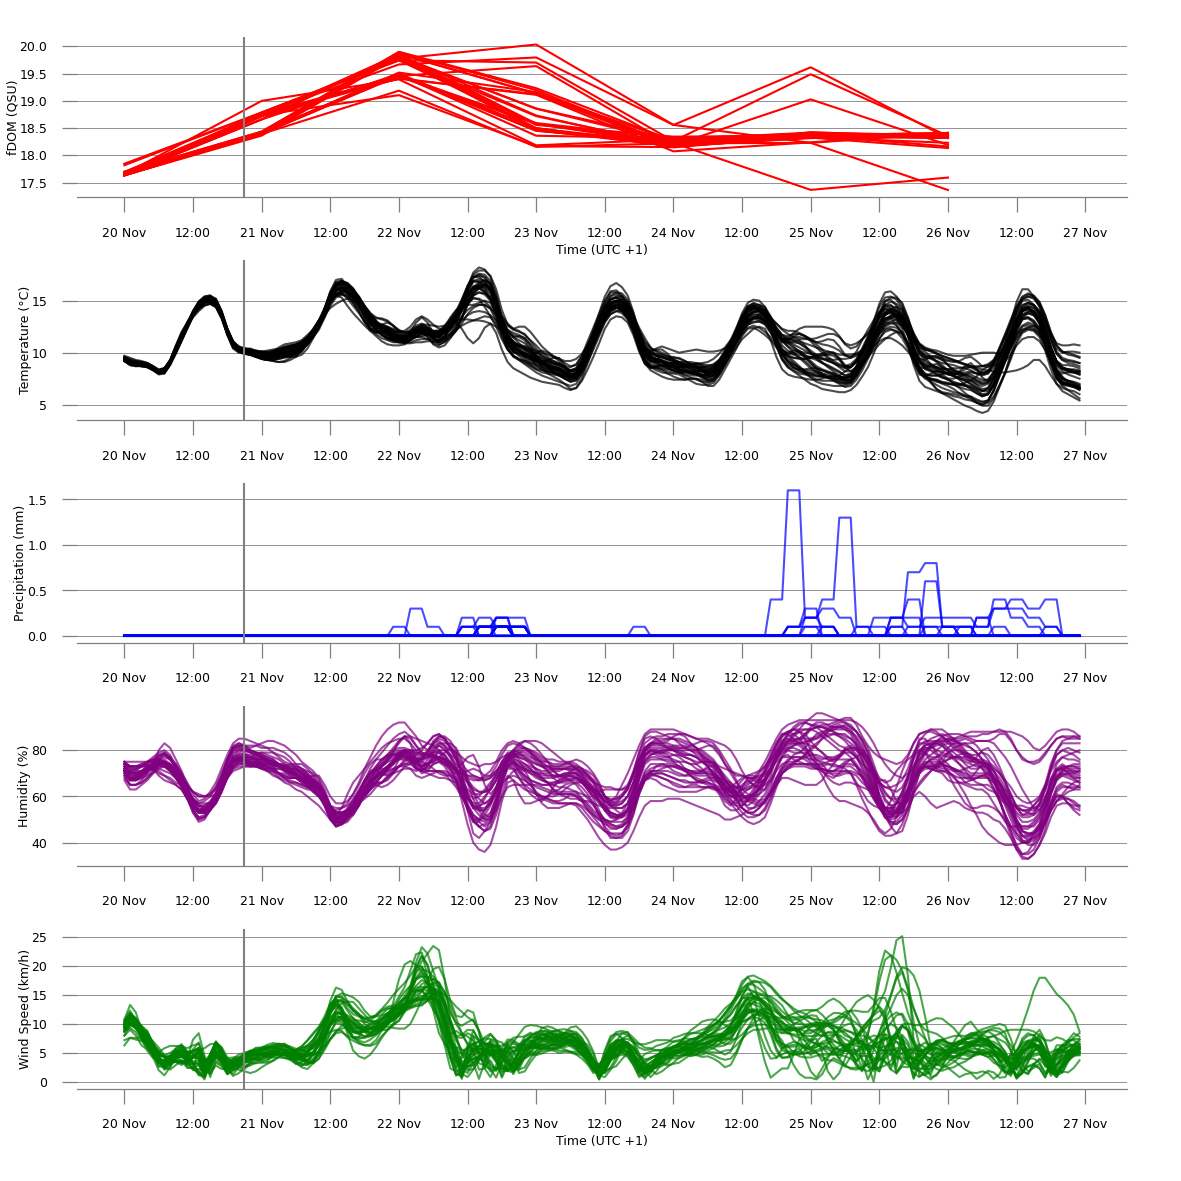 fDOM (QSU)
20.0
19.5
19.0
18.5
18.0
17.5
20 Nov 12:00 21 Nov 12:00 22 Nov 12:00 23 Nov 12:00 24 Nov 12:00 25 Nov 12:00 26 Nov 12:00 27 Nov
Time (UTC +1)
Temperature (°C)
15
10
5
20 Nov 12:00 21 Nov 12:00 22 Nov 12:00 23 Nov 12:00 24 Nov 12:00 25 Nov 12:00 26 Nov 12:00 27 Nov
Precipitation (mm)
1.5
1.0
0.5
0.0
20 Nov 12:00 21 Nov 12:00 22 Nov 12:00 23 Nov 12:00 24 Nov 12:00 25 Nov 12:00 26 Nov 12:00 27 Nov
Humidity (%)
80
60
40
20 Nov 12:00 21 Nov 12:00 22 Nov 12:00 23 Nov 12:00 24 Nov 12:00 25 Nov 12:00 26 Nov 12:00 27 Nov
Wind Speed (km/h)
25
20
15
10
5
0
20 Nov 12:00 21 Nov 12:00 22 Nov 12:00 23 Nov 12:00 24 Nov 12:00 25 Nov 12:00 26 Nov 12:00 27 Nov
Time (UTC +1)